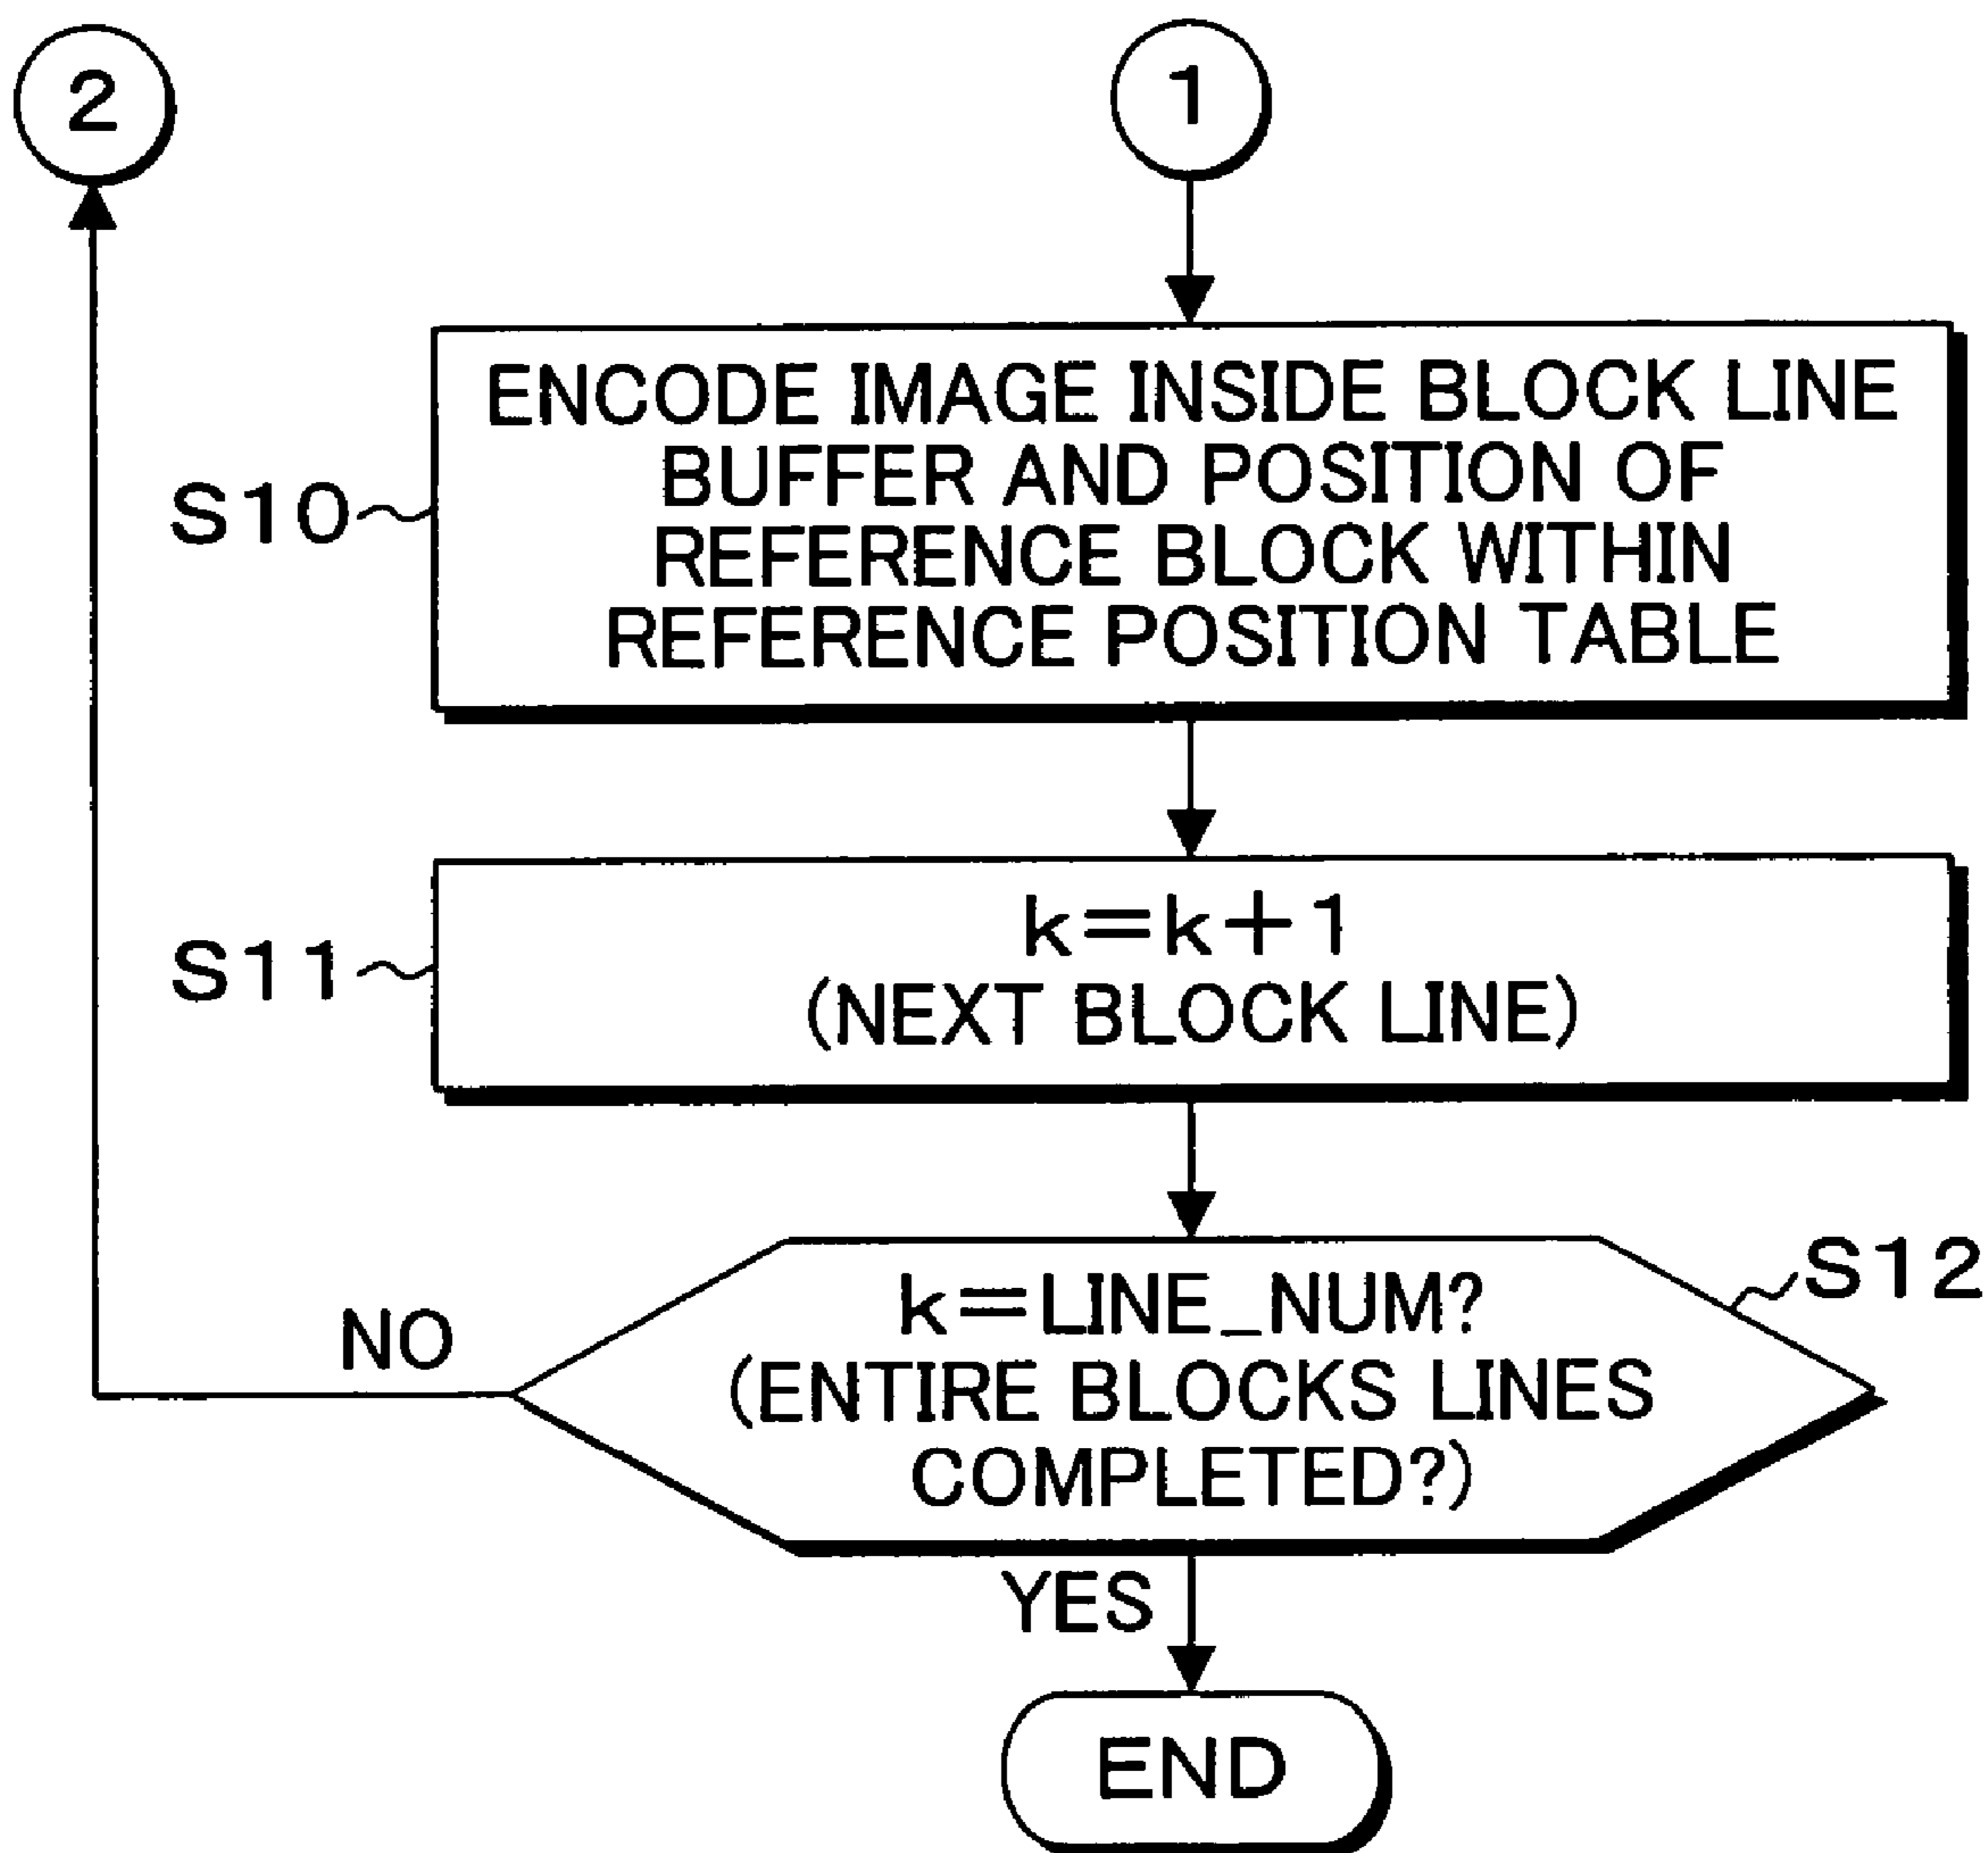 2
1
ENCODE IMAGE INSIDE BLOCK LINE
BUFFER AND POSITION OF
REFERENCE BLOCK WITHIN
REFERENCE POSITION TABLE
S10
k=k+1
(NEXT BLOCK LINE)
S11
k=LINE_NUM?
(ENTIRE BLOCKS LINES
COMPLETED?)
S12
NO
YES
END